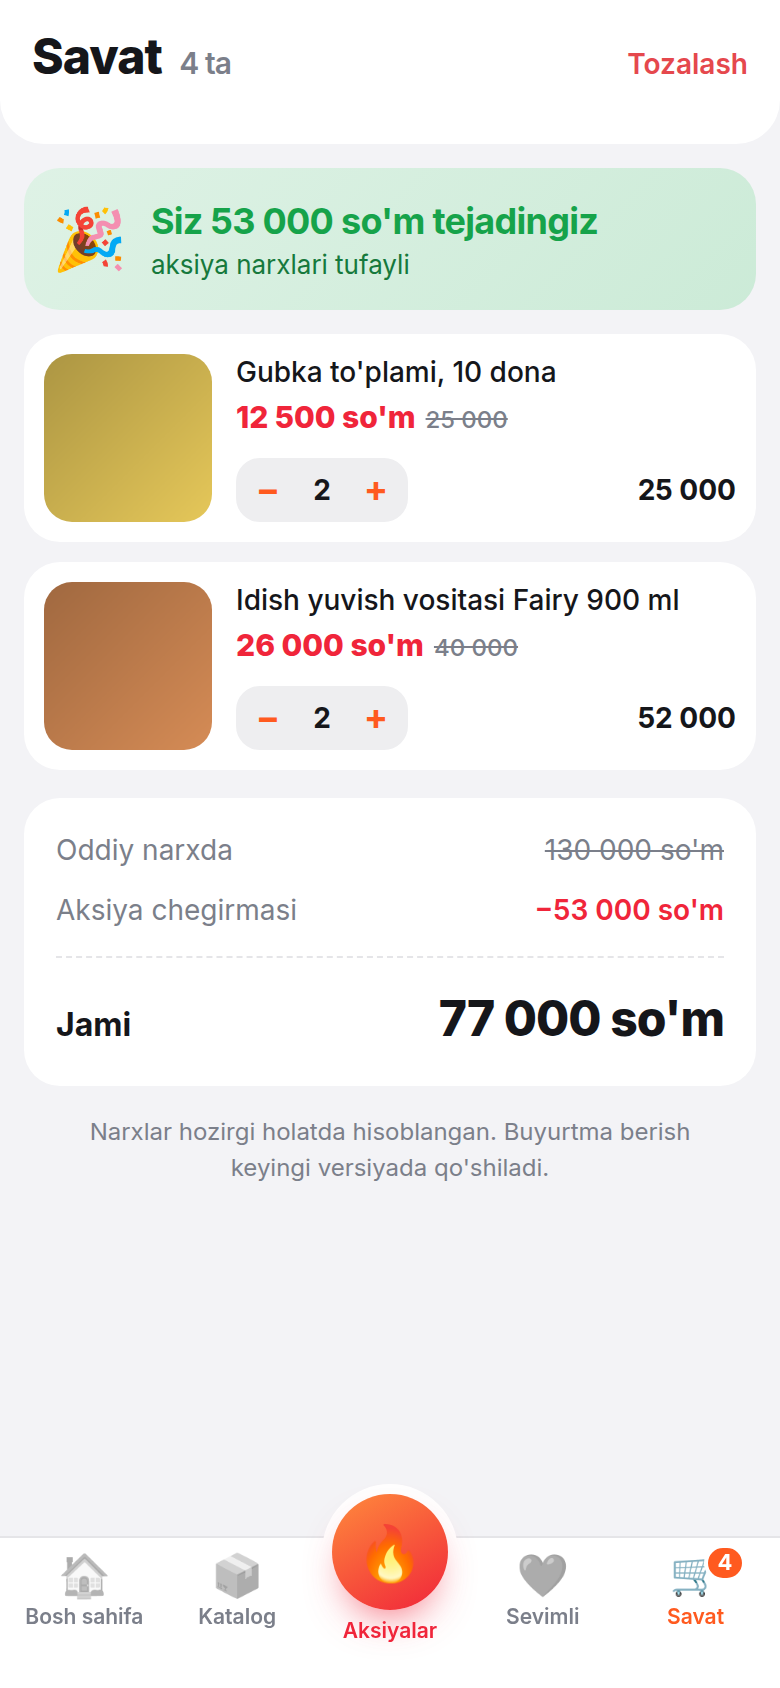 Savat 4 ta
Tozalash
Siz 53 000 so'm tejadingiz
aksiya narxlari tufayli
Gubka to'plami, 10 dona
12 500 so'm 25 000
− 2 + 25 000
Idish yuvish vositasi Fairy 900 ml
26 000 so'm 40 000
− 2 + 52 000
Oddiy narxda 130 000 so'm
Aksiya chegirmasi −53 000 so'm
Jami 77 000 so'm
Narxlar hozirgi holatda hisoblangan. Buyurtma berish
keyingi versiyada qo'shiladi.
4
Bosh sahifa Katalog Aksiyalar Sevimli Savat